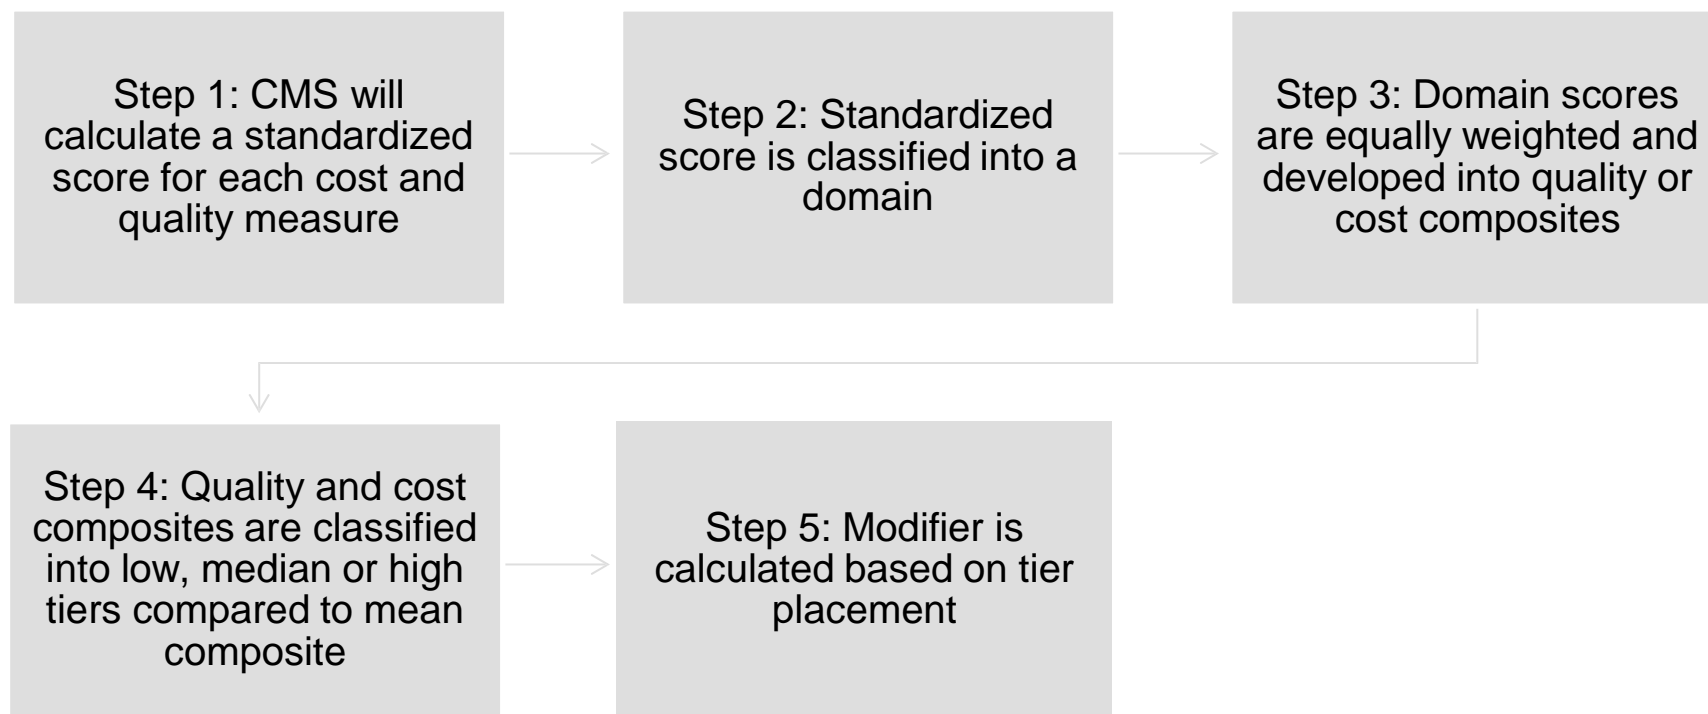 Step 1: CMS will
calculate a standardized
score for each cost and
quality measure
Step 2: Standardized
score is classified into a
domain
Step 3: Domain scores
are equally weighted and
developed into quality or
cost composites
Step 4: Quality and cost
composites are classified
into low, median or high
tiers compared to mean
composite
Step 5: Modifier is
calculated based on tier
placement